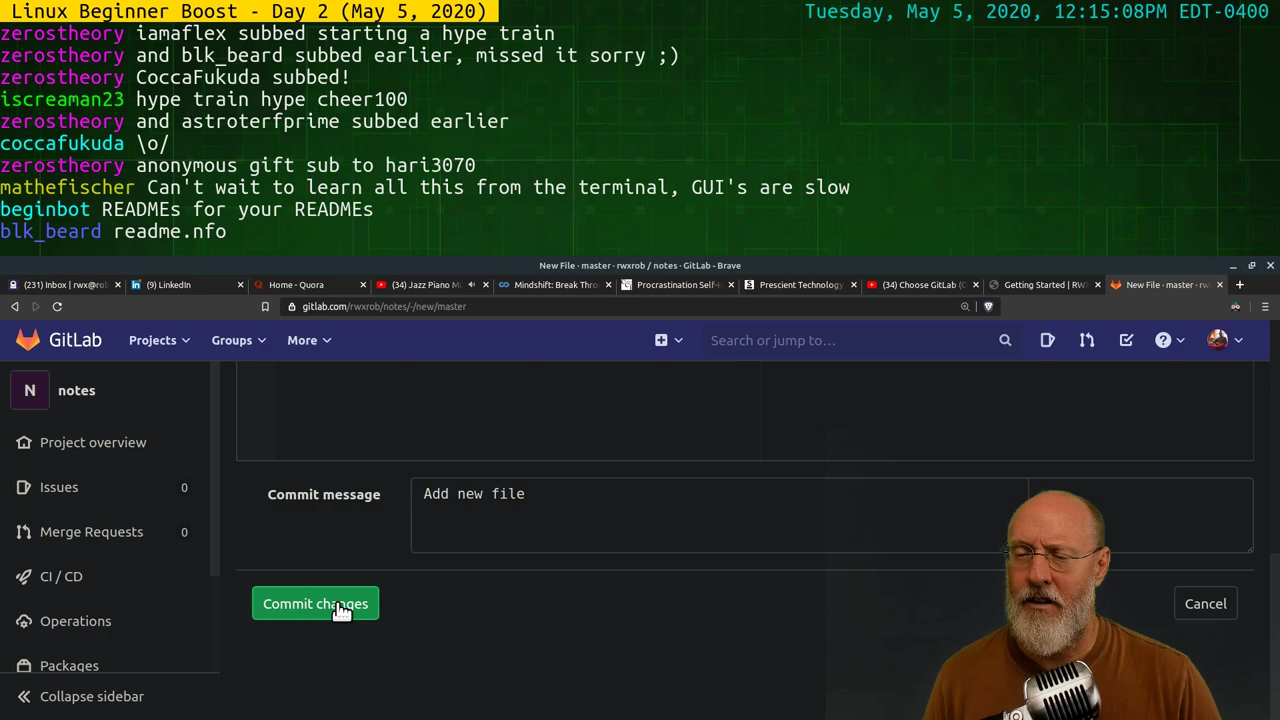 Linux Beginner Boost - Day 2 (May 5, 2020)
Tuesday, May 5, 2020, 12:15:08PM EDT-0400
zerostheory iamaflex subbed starting a hype train
zerostheory and blk_beard subbed earlier, missed it sorry ;)
zerostheory CoccaFukuda subbed!
iscreaman23 hype train hype cheer100
zerostheory and astroterfprime subbed earlier
coccafukuda \o/
zerostheory anonymous gift sub to hari3070
mathefischer Can't wait to learn all this from the terminal, GUI's are slow
beginbot READMEs for your READMEs
blk_beard readme.nfo
New File · master · rwxrob / notes · GitLab - Brave
(231) Inbox | rwx@rob
(9) LinkedIn
Home - Quora
(34) Jazz Piano M
Mindshift: Break Thro
Procrastination Self-H
Prescient Technology
(34) Choose GitLab (C
Getting Started | RWX
New File · master · rw
gitlab.com/rwxrob/notes/-/new/master
GitLab
Projects
Groups
More
Search or jump to…
N
notes
Project overview
Issues 0
Merge Requests 0
CI / CD
Operations
Packages
Collapse sidebar
Commit message
Add new file
Commit changes
Cancel